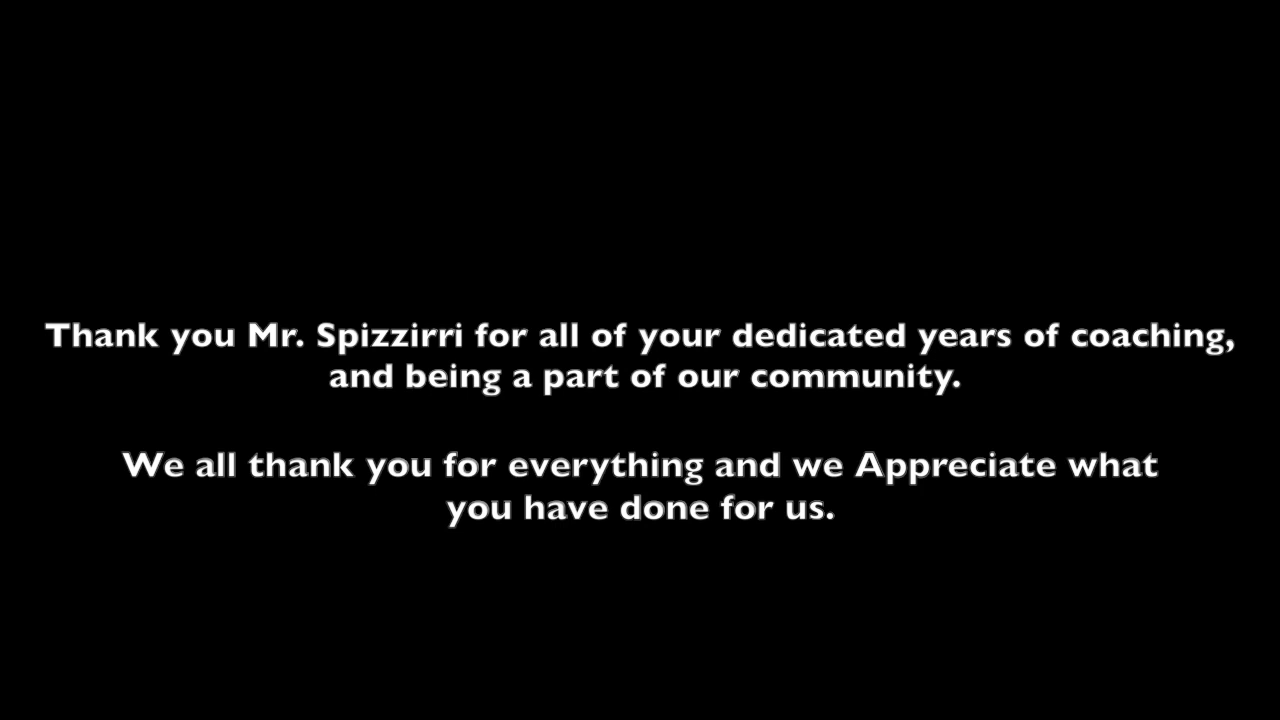 Thank you Mr. Spizzirri for all of your dedicated years of coaching,
and being a part of our community.
We all thank you for everything and we Appreciate what
you have done for us.